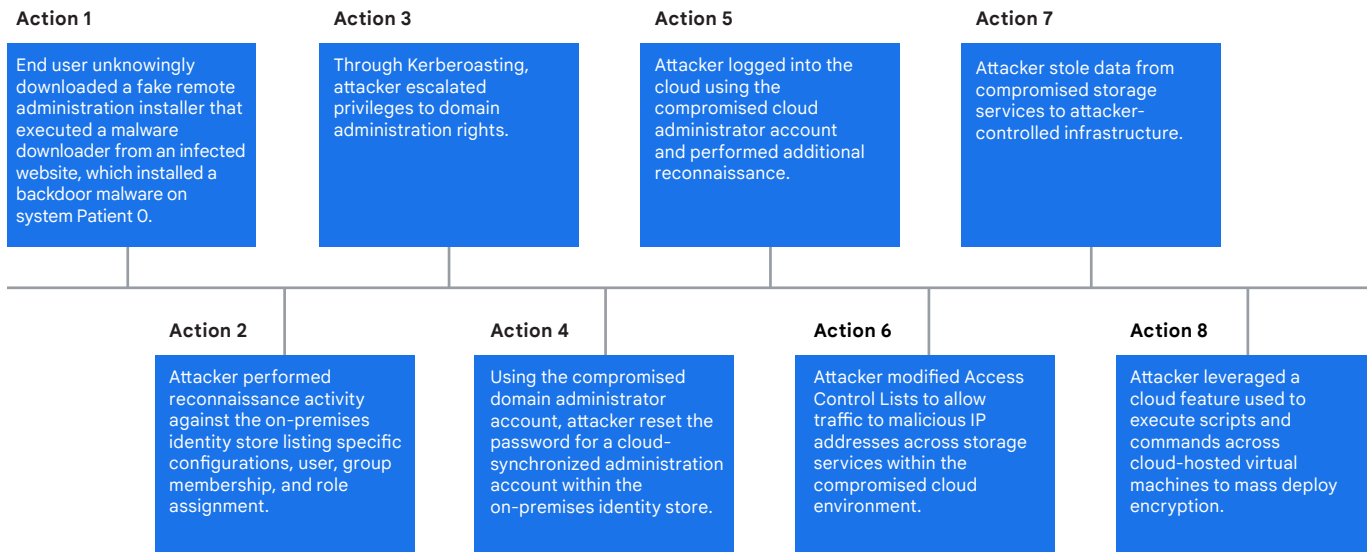 Action 1
End user unknowingly
downloaded a fake remote
administration installer that
executed a malware
downloader from an infected
website, which installed a
backdoor malware on
system Patient 0.
Action 2
Attacker performed
reconnaissance activity
against the on-premises
identity store listing specific
configurations, user, group
membership, and role
assignment.
Action 3
Through Kerberoasting,
attacker escalated
privileges to domain
administration rights.
Action 4
Using the compromised
domain administrator
account, attacker reset the
password for a cloud-
synchronized administration
account within the
on-premises identity store.
Action 5
Attacker logged into the
cloud using the
compromised cloud
administrator account
and performed additional
reconnaissance.
Action 6
Attacker modified Access
Control Lists to allow
traffic to malicious IP
addresses across storage
services within the
compromised cloud
environment.
Action 7
Attacker stole data from
compromised storage
services to attacker-
controlled infrastructure.
Action 8
Attacker leveraged a
cloud feature used to
execute scripts and
commands across
cloud-hosted virtual
machines to mass deploy
encryption.